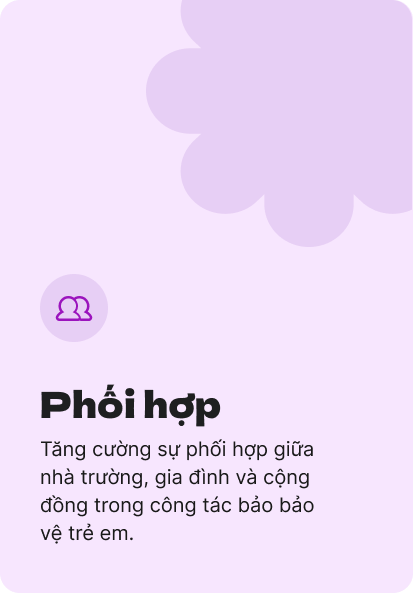 Phối hợp
Tăng cường sự phối hợp giữa
nhà trường, gia đình và cộng
đồng trong công tác bảo bảo
vệ trẻ em.